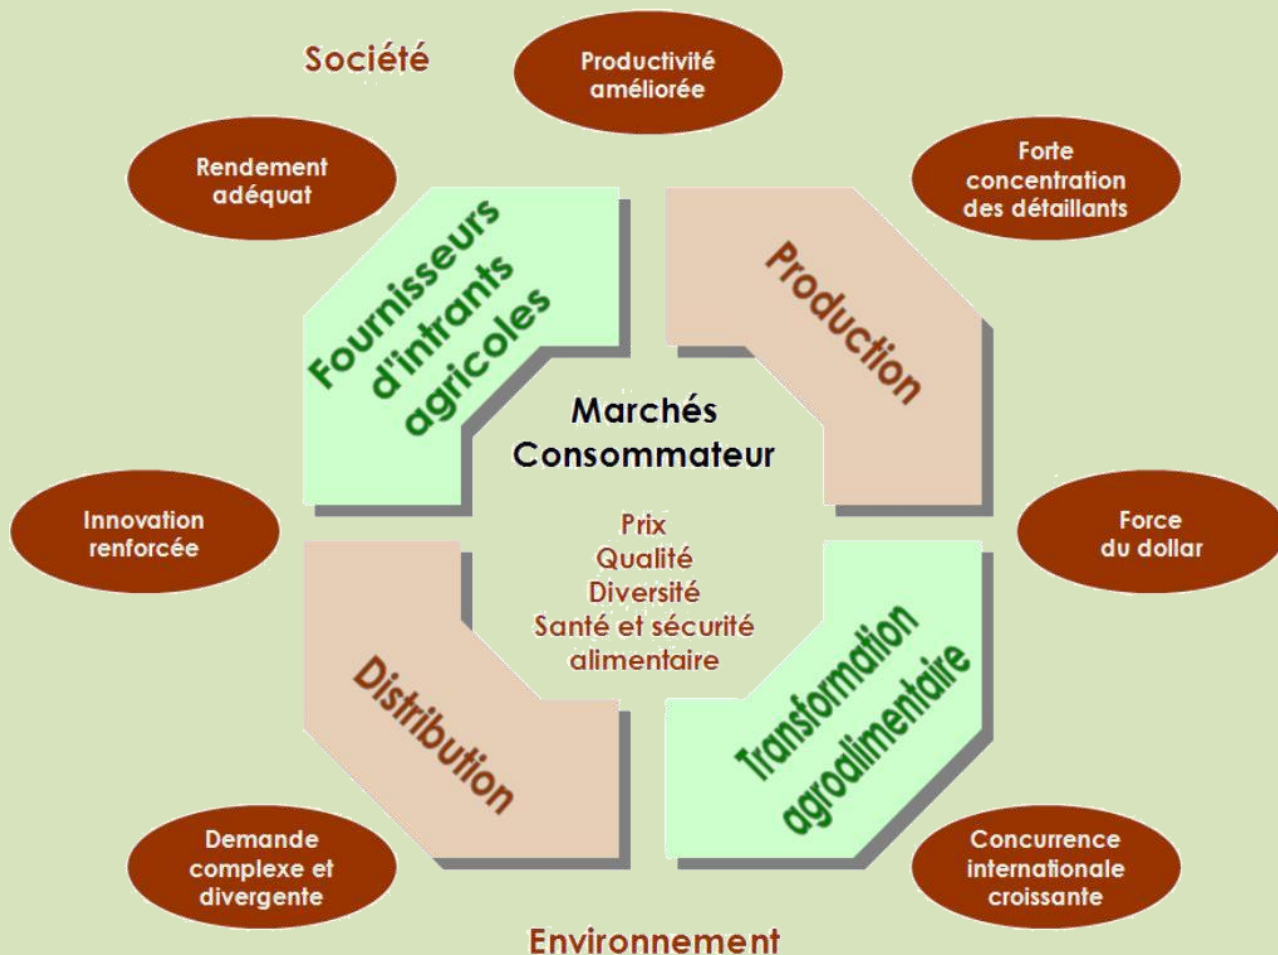 Société
Productivité
améliorée
Rendement
adéquat
Forte
concentration
des détaillants
Fournisseurs
d'intrants
agricoles
Production
Marchés
Consommateur
Prix
Qualité
Diversité
Santé et sécurité
alimentaire
Innovation
renforcée
Force
du dollar
Distribution
Transformation
agroalimentaire
Demande
complexe et
divergente
Concurrence
internationale
croissante
Environnement